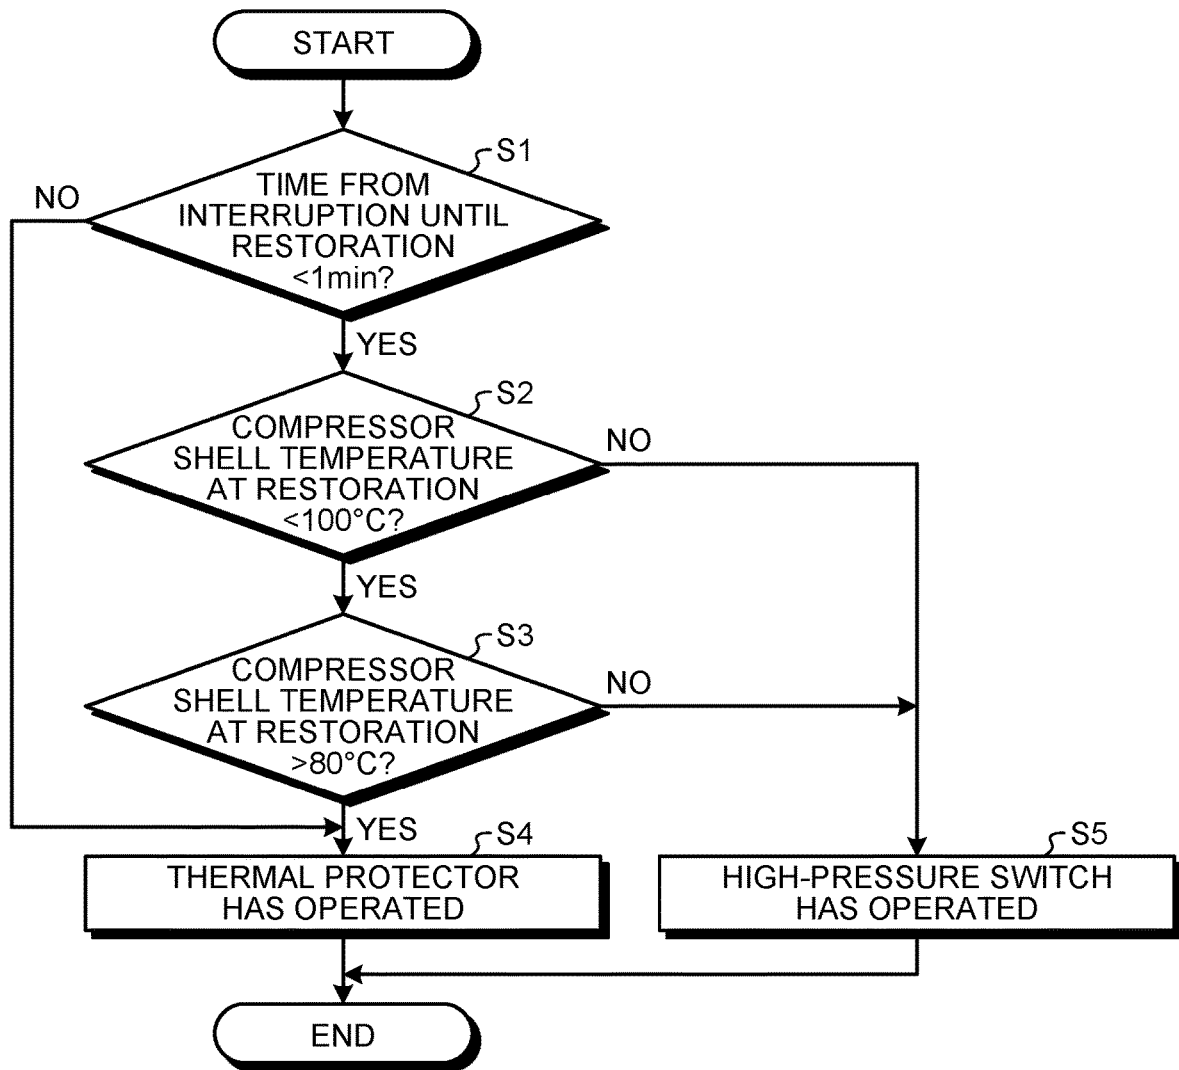 START
S1
NO
TIME FROM
INTERRUPTION UNTIL
RESTORATION
<1min?
YES
S2
COMPRESSOR
SHELL TEMPERATURE
AT RESTORATION
<100°C?
NO
YES
S3
COMPRESSOR
SHELL TEMPERATURE
AT RESTORATION
>80°C?
NO
YES
S4
THERMAL PROTECTOR
HAS OPERATED
S5
HIGH-PRESSURE SWITCH
HAS OPERATED
END